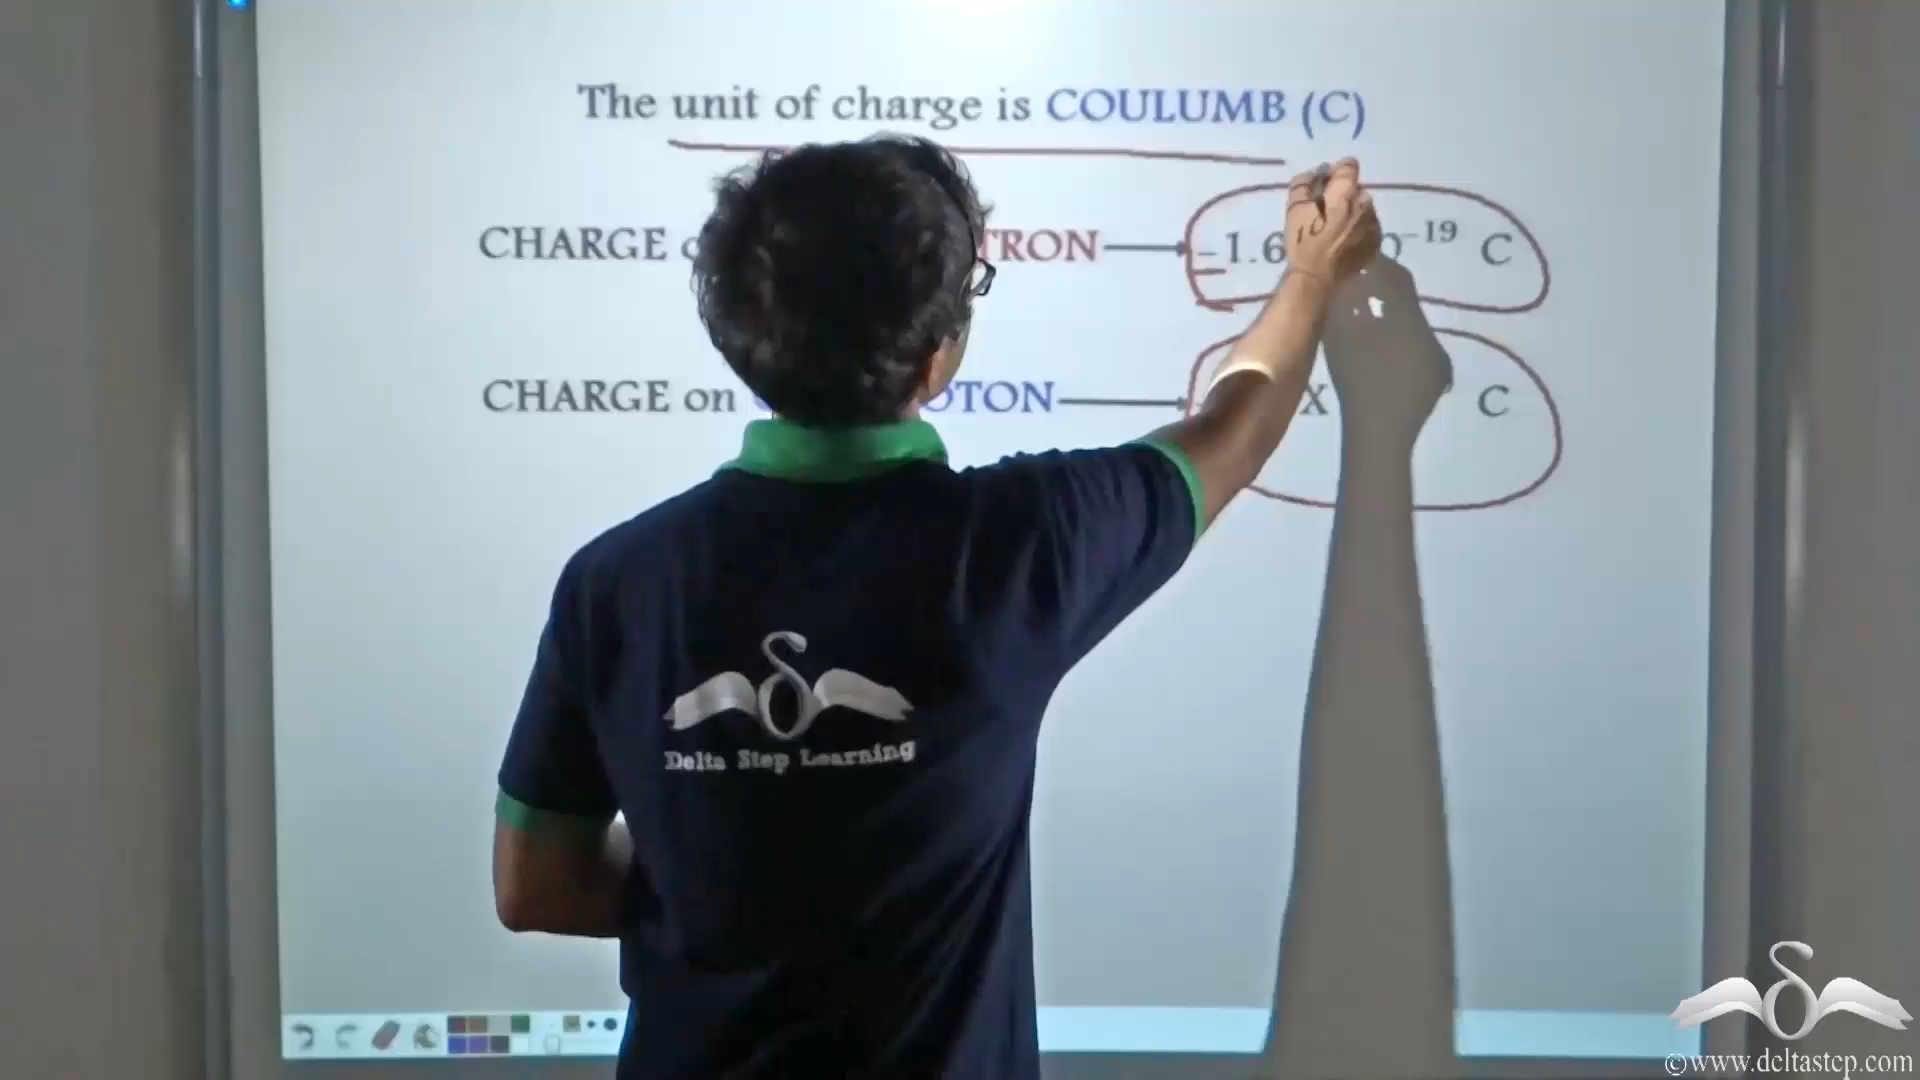 The unit of charge is COULUMB (C)
CHARGE TRON -1.6 -19 C
CHARGE on OTON X C
Delta Step Learning
©www.deltastep.com